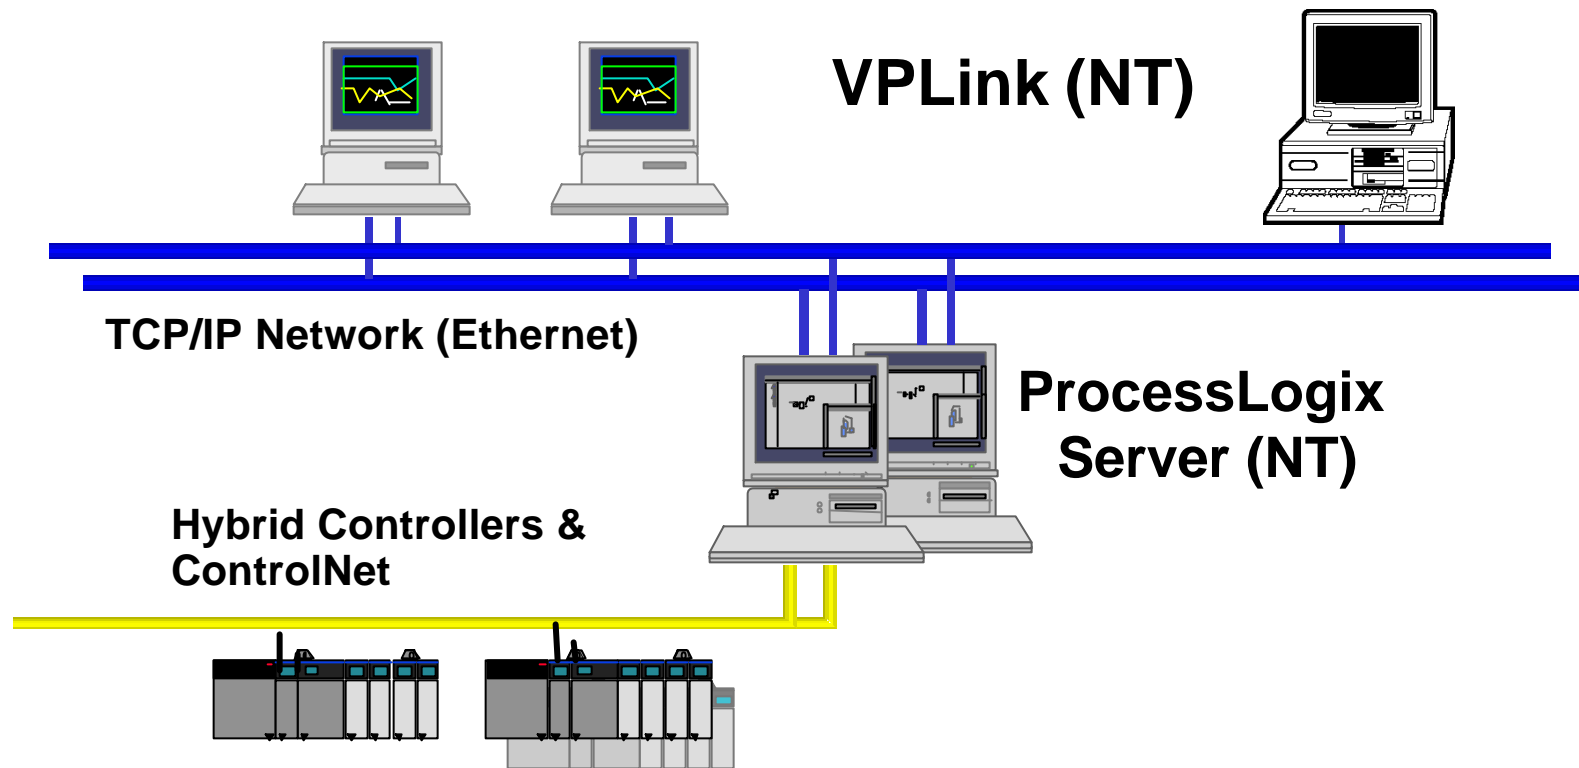 VPLink (NT)
TCP/IP Network (Ethernet)
ProcessLogix
Server (NT)
Hybrid Controllers &
ControlNet